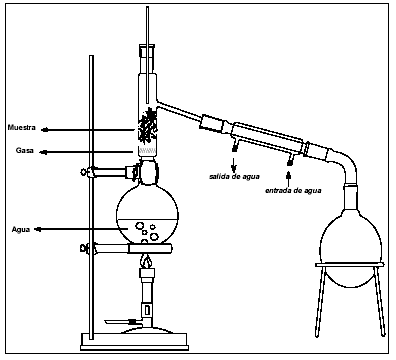 Muestra
Gasa
salida de agua
entrada de agua
Agua